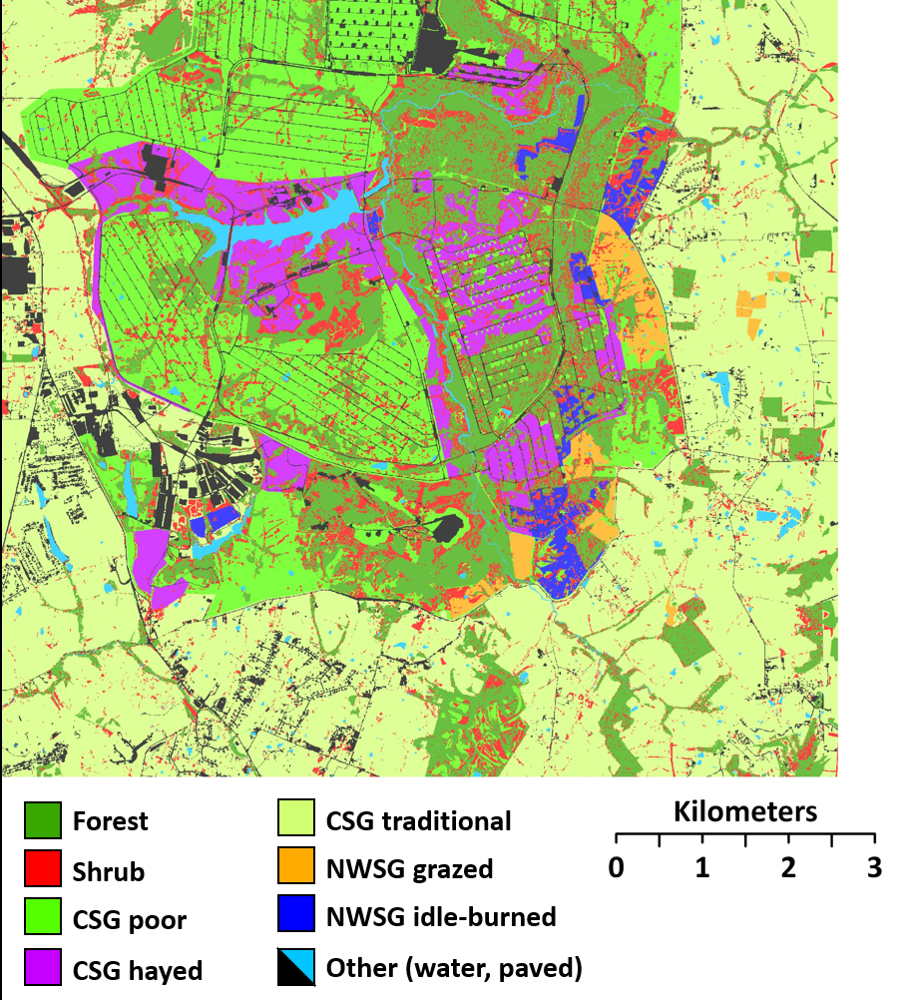 Forest
Shrub
CSG poor
CSG hayed
CSG traditional
NWSG grazed
NWSG idle-burned
Other (water, paved)
Kilometers
0 1 2 3